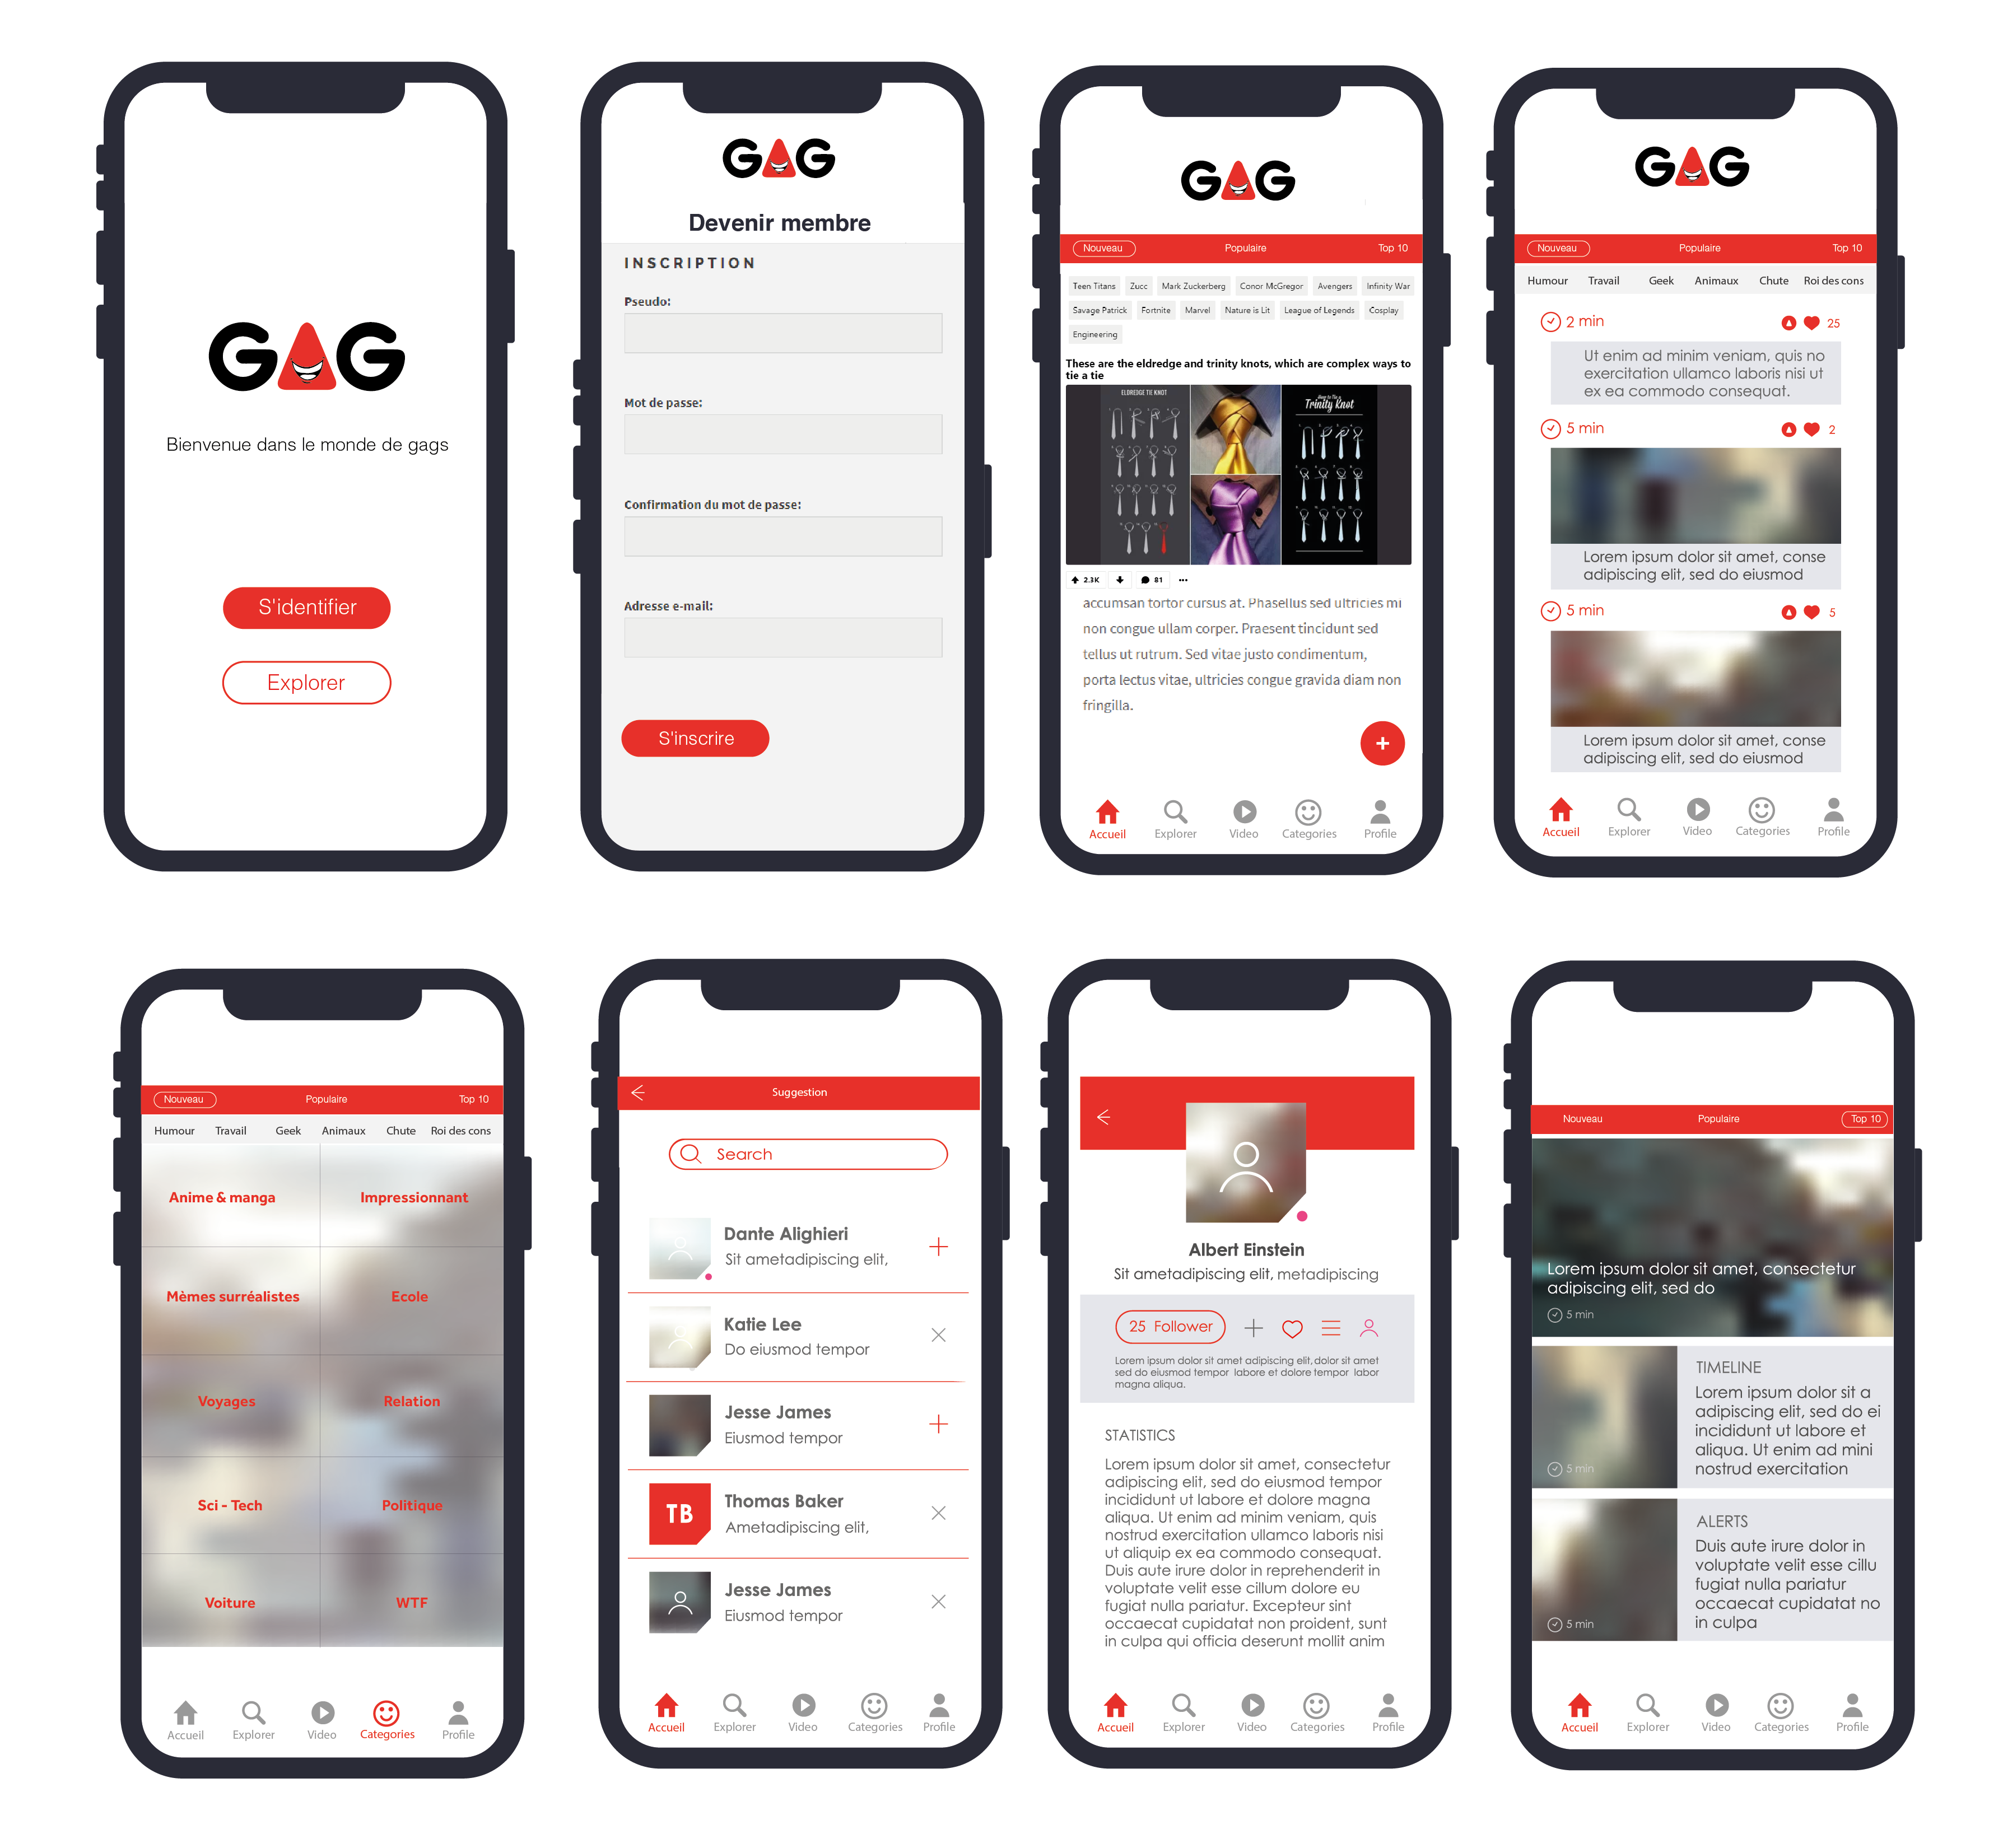 GAG
Bienvenue dans le monde de gags
S'identifier
Explorer
GAG
Devenir membre
INSCRIPTION
Pseudo:
Mot de passe:
Confirmation du mot de passe:
Adresse e-mail:
S'inscrire
GAG
Nouveau Populaire Top 10
Teen Titans Zucc Mark Zuckerberg Conor McGregor Avengers Infinity War
Savage Patrick Fortnite Marvel Nature is Lit League of Legends Cosplay
Engineering
These are the eldredge and trinity knots, which are complex ways to
tie a tie
ELDREDGE TIE KNOT
How to Tie a
Trinity Knot
2.3K 81
accumsan tortor cursus at. Phasellus sed ultricies mi
non congue ullam corper. Praesent tincidunt sed
tellus ut rutrum. Sed vitae justo condimentum,
porta lectus vitae, ultricies congue gravida diam non
fringilla.
+
Accueil Explorer Video Categories Profile
GAG
Nouveau Populaire Top 10
Humour Travail Geek Animaux Chute Roi des cons
2 min 25
Ut enim ad minim veniam, quis no
exercitation ullamco laboris nisi ut
ex ea commodo consequat.
5 min 2
Lorem ipsum dolor sit amet, conse
adipiscing elit, sed do eiusmod
5 min 5
Lorem ipsum dolor sit amet, conse
adipiscing elit, sed do eiusmod
Accueil Explorer Video Categories Profile
Nouveau Populaire Top 10
Humour Travail Geek Animaux Chute Roi des cons
Anime & manga Impressionnant
Mèmes surréalistes Ecole
Voyages Relation
Sci - Tech Politique
Voiture WTF
Accueil Explorer Video Categories Profile
Suggestion
Search
Dante Alighieri
Sit ametadipiscing elit,
Katie Lee
Do eiusmod tempor
Jesse James
Eiusmod tempor
TB
Thomas Baker
Ametadipiscing elit,
Jesse James
Eiusmod tempor
Accueil Explorer Video Categories Profile
Albert Einstein
Sit ametadipiscing elit, metadipiscing
25 Follower
Lorem ipsum dolor sit amet adipiscing elit, dolor sit amet
sed do eiusmod tempor labore et dolore tempor labor
magna aliqua.
STATISTICS
Lorem ipsum dolor sit amet, consectetur
adipiscing elit, sed do eiusmod tempor
incididunt ut labore et dolore magna
aliqua. Ut enim ad minim veniam, quis
nostrud exercitation ullamco laboris nisi
ut aliquip ex ea commodo consequat.
Duis aute irure dolor in reprehenderit in
voluptate velit esse cillum dolore eu
fugiat nulla pariatur. Excepteur sint
occaecat cupidatat non proident, sunt
in culpa qui officia deserunt mollit anim
Accueil Explorer Video Categories Profile
Nouveau Populaire Top 10
Lorem ipsum dolor sit amet, consectetur
adipiscing elit, sed do
5 min
TIMELINE
Lorem ipsum dolor sit a
adipiscing elit, sed do ei
incididunt ut labore et
aliqua. Ut enim ad mini
nostrud exercitation
5 min
ALERTS
Duis aute irure dolor in
voluptate velit esse cillu
fugiat nulla pariatur
occaecat cupidatat no
in culpa
5 min
Accueil Explorer Video Categories Profile